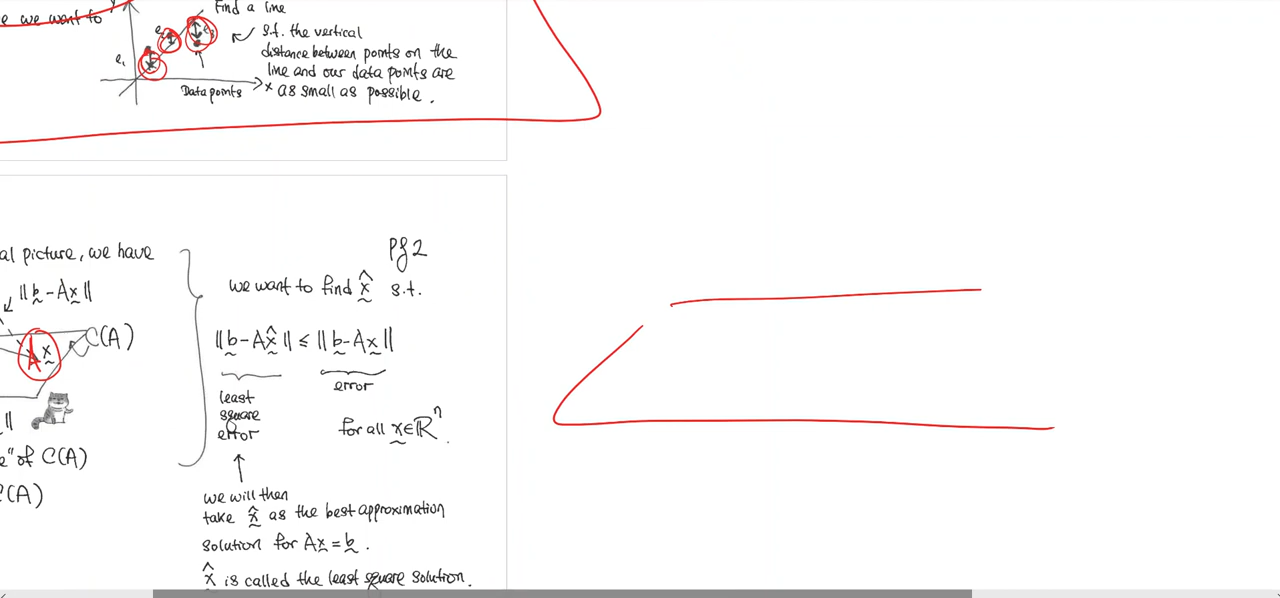 e we want to
Find a line
s.t. the vertical
distance between points on the
line and our data points are
as small as possible.
e₁
Data points
x
al picture, we have
‖b-Ax‖
C(A)
Ax
‖
e" of C(A)
C(A)
Pg 2
we want to find x̂ s.t.
‖b-Ax̂‖ ≤ ‖b-Ax‖
least
square
error
error
for all x∈ℝⁿ.
we will then
take x̂ as the best approximation
solution for Ax=b.
x̂ is called the least square solution.